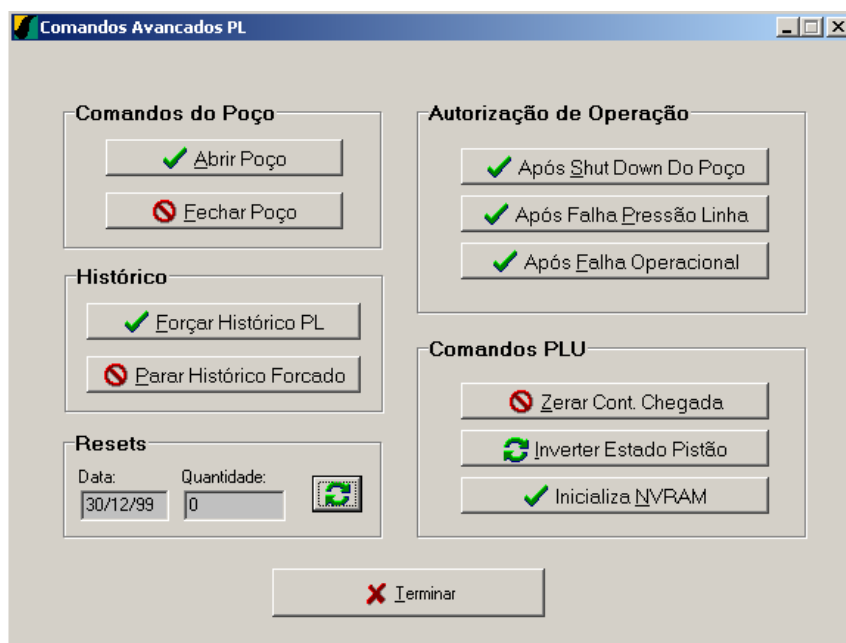 Comandos Avancados PL
Comandos do Poço
Abrir Poço
Fechar Poço
Histórico
Forçar Histórico PL
Parar Histórico Forcado
Resets
Data:
Quantidade:
30/12/99
0
Autorização de Operação
Após Shut Down Do Poço
Após Falha Pressão Linha
Após Falha Operacional
Comandos PLU
Zerar Cont. Chegada
Inverter Estado Pistão
Inicializa NVRAM
Terminar